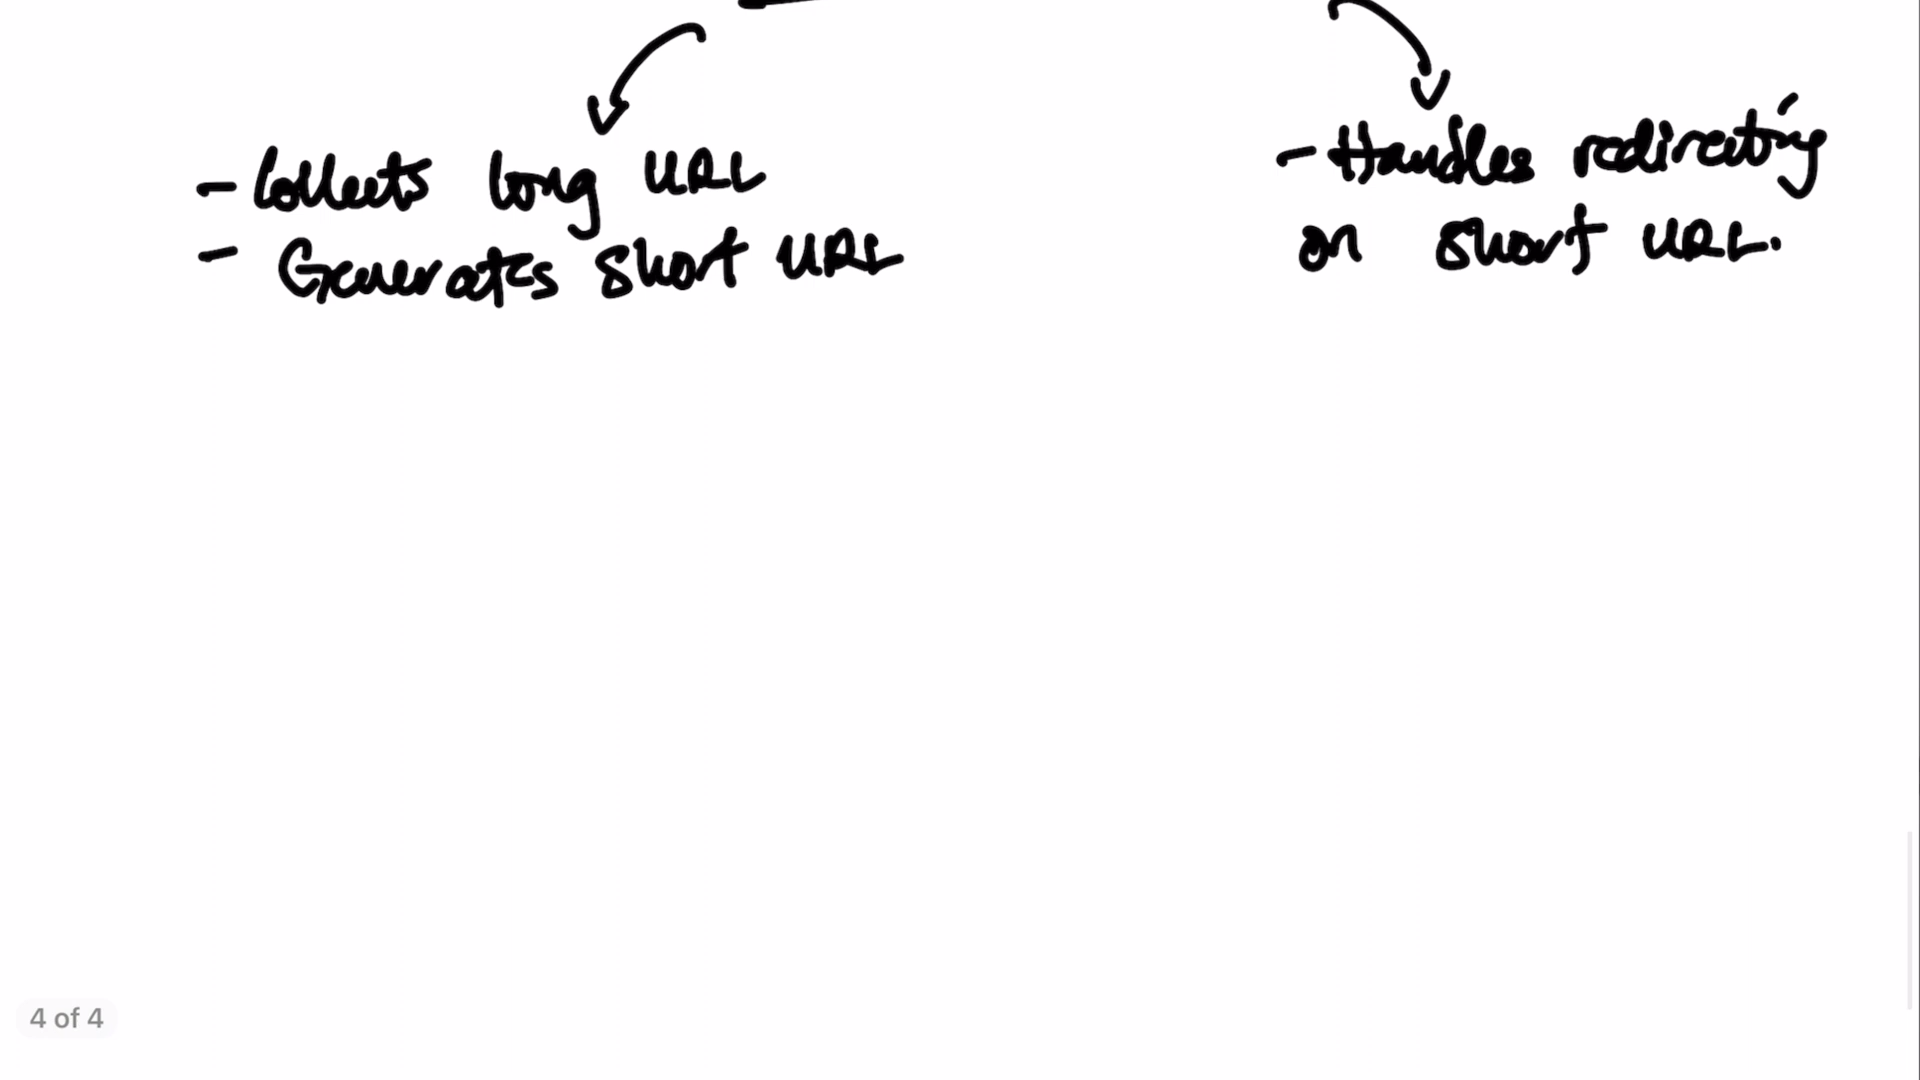 - Collects long URL
- Generates short URL
- Handles redirecting
on short URL.
4 of 4